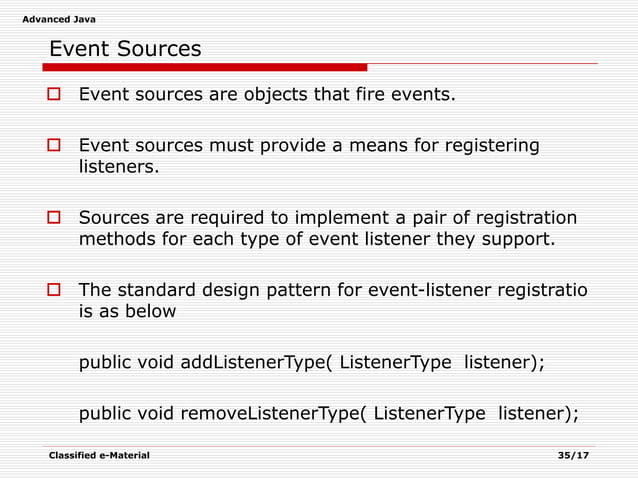 Advanced Java
Event Sources
Event sources are objects that fire events.
Event sources must provide a means for registering
listeners.
Sources are required to implement a pair of registration
methods for each type of event listener they support.
The standard design pattern for event-listener registratio
is as below
public void addListenerType( ListenerType  listener);
public void removeListenerType( ListenerType  listener);
Classified e-Material
35/17